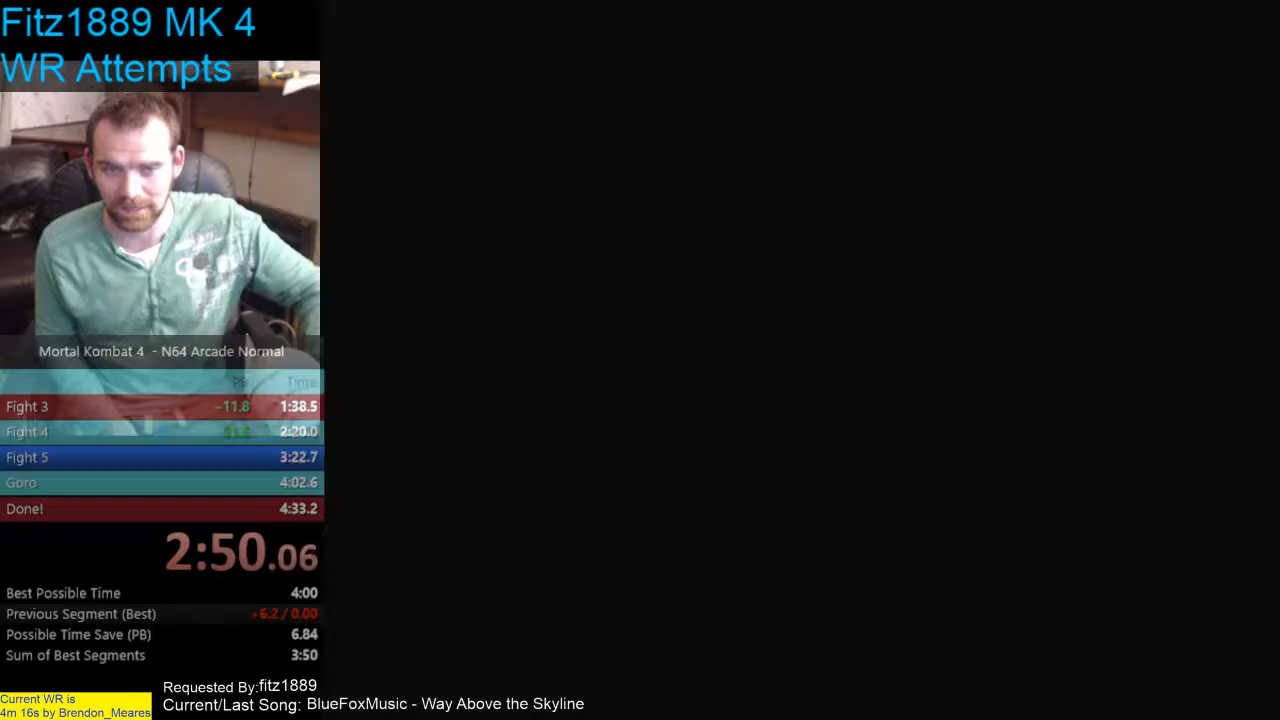 Fitz1889 MK 4
WR Attempts
Mortal Kombat 4 - N64 Arcade Normal
PB Time
Fight 3 -11.8 1:38.5
Fight 4 2:20.0
Fight 5 3:22.7
Goro 4:02.6
Done! 4:33.2
2:50.06
Best Possible Time 4:00
Previous Segment (Best) +6.2 / 0.00
Possible Time Save (PB) 6.84
Sum of Best Segments 3:50
Current WR is
4m 16s by Brendon_Meares
Requested By:fitz1889
Current/Last Song: BlueFoxMusic - Way Above the Skyline